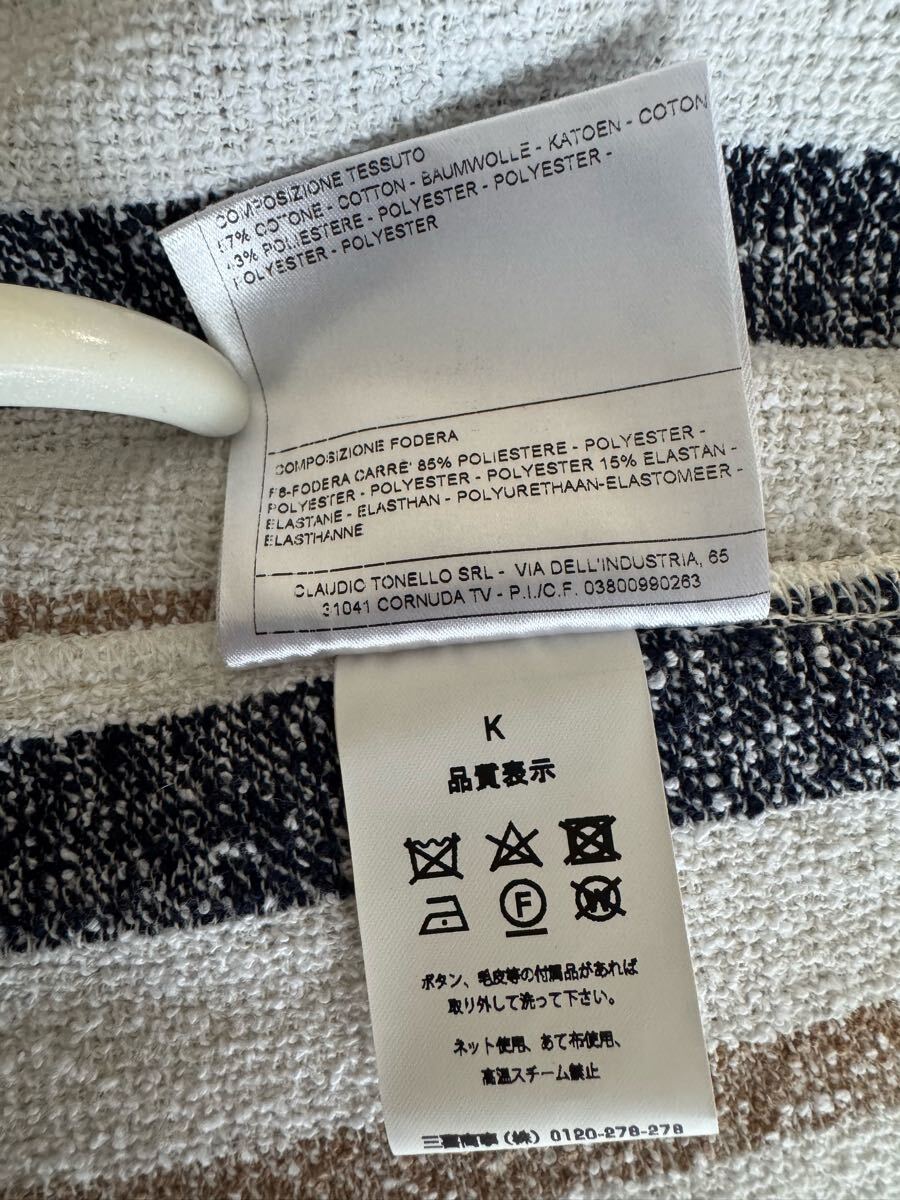 COMPOSIZIONE TESSUTO
57% COTONE - COTTON - BAUMWOLLE - KATOEN - COTON
43% POLIESTERE - POLYESTER - POLYESTER -
POLYESTER - POLYESTER
COMPOSIZIONE FODERA
F8-FODERA CARRE' 85% POLIESTERE - POLYESTER -
POLYESTER - POLYESTER - POLYESTER 15% ELASTAN -
ELASTANE - ELASTHAN - POLYURETHAAN-ELASTOMEER -
ELASTHANNE
CLAUDIO TONELLO SRL - VIA DELL'INDUSTRIA, 65
31041 CORNUDA TV - P.I./C.F. 03800990263
K
品質表示
F
W
ボタン、毛皮等の付属品があれば
取り外して洗って下さい。
ネット使用、あて布使用、
高温スチーム禁止
三喜商事（株）0120-278-278